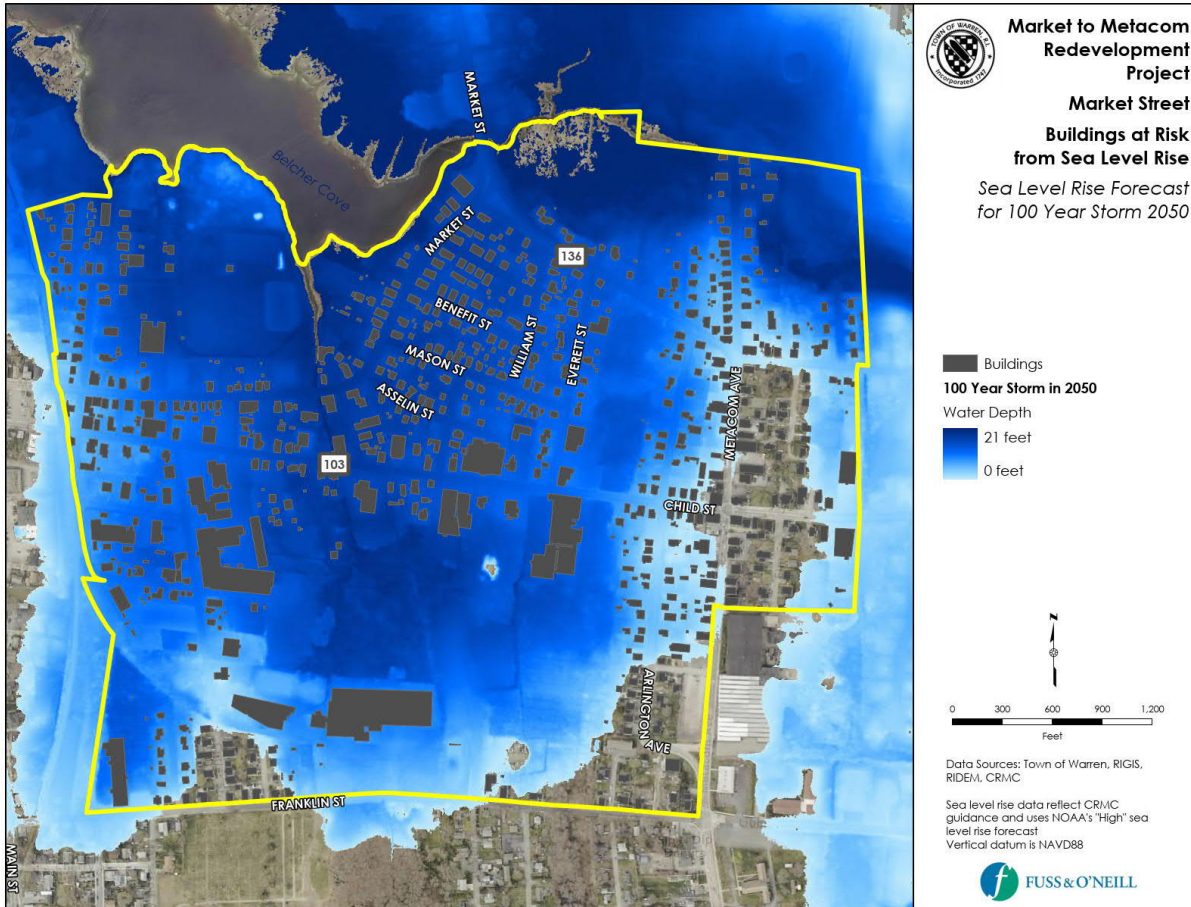 MARKET ST
Belcher Cove
MARKET ST
136
BENEFIT ST
WILLIAM ST
EVERETT ST
MASON ST
ASSELIN ST
METACOM AVE
103
CHILD ST
ARLINGTON AVE
FRANKLIN ST
MAIN ST
TOWN OF WARREN, R.I.
Incorporated 1747
Market to Metacom
Redevelopment
Project
Market Street
Buildings at Risk
from Sea Level Rise
Sea Level Rise Forecast
for 100 Year Storm 2050
Buildings
100 Year Storm in 2050
Water Depth
21 feet
0 feet
N
0 300 600 900 1,200
Feet
Data Sources: Town of Warren, RIGIS,
RIDEM, CRMC
Sea level rise data reflect CRMC
guidance and uses NOAA's "High" sea
level rise forecast
Vertical datum is NAVD88
f FUSS & O'NEILL